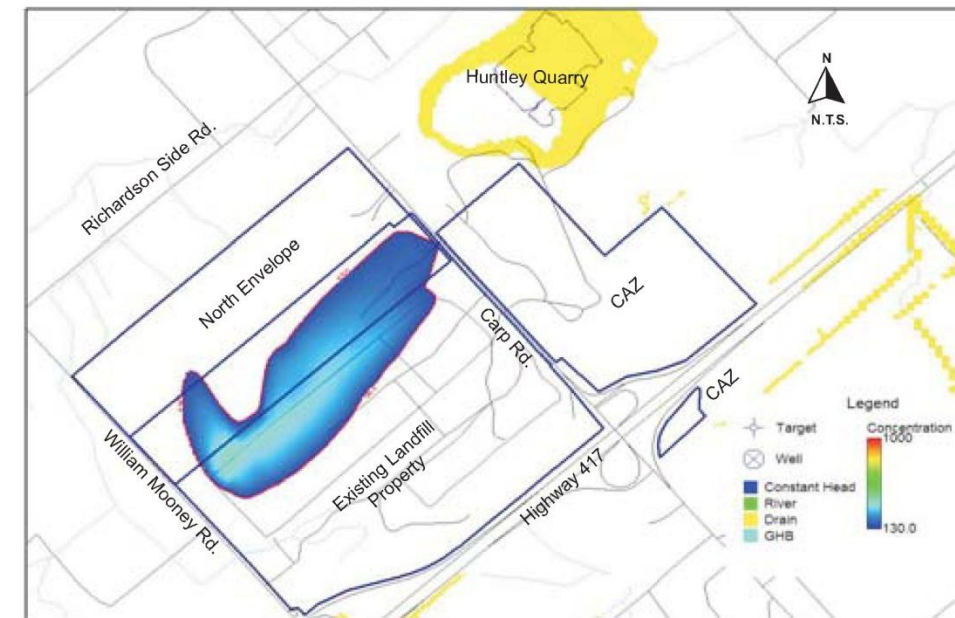 Huntley Quarry
N
N.T.S.
Richardson Side Rd.
North Envelope
CAZ
Carp Rd.
CAZ
William Mooney Rd.
Existing Landfill
Property
Highway 417
Legend
Target
Well
Constant Head
River
Drain
GHB
Concentration
1000
130.0